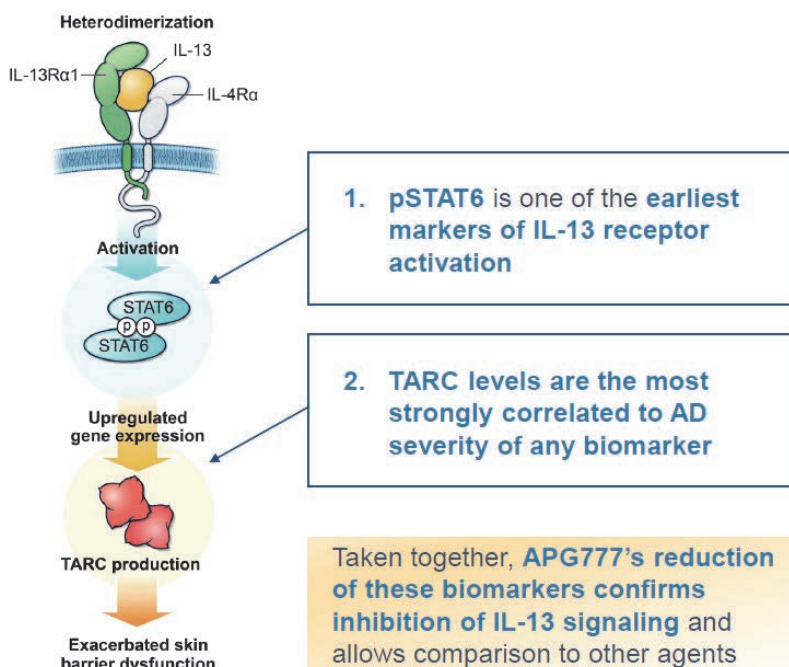 Heterodimerization
IL-13
IL-13Rα1
IL-4Rα
Activation
STAT6
P P
STAT6
Upregulated
gene expression
TARC production
Exacerbated skin
barrier dysfunction
1. pSTAT6 is one of the earliest
markers of IL-13 receptor
activation
2. TARC levels are the most
strongly correlated to AD
severity of any biomarker
Taken together, APG777’s reduction
of these biomarkers confirms
inhibition of IL-13 signaling and
allows comparison to other agents